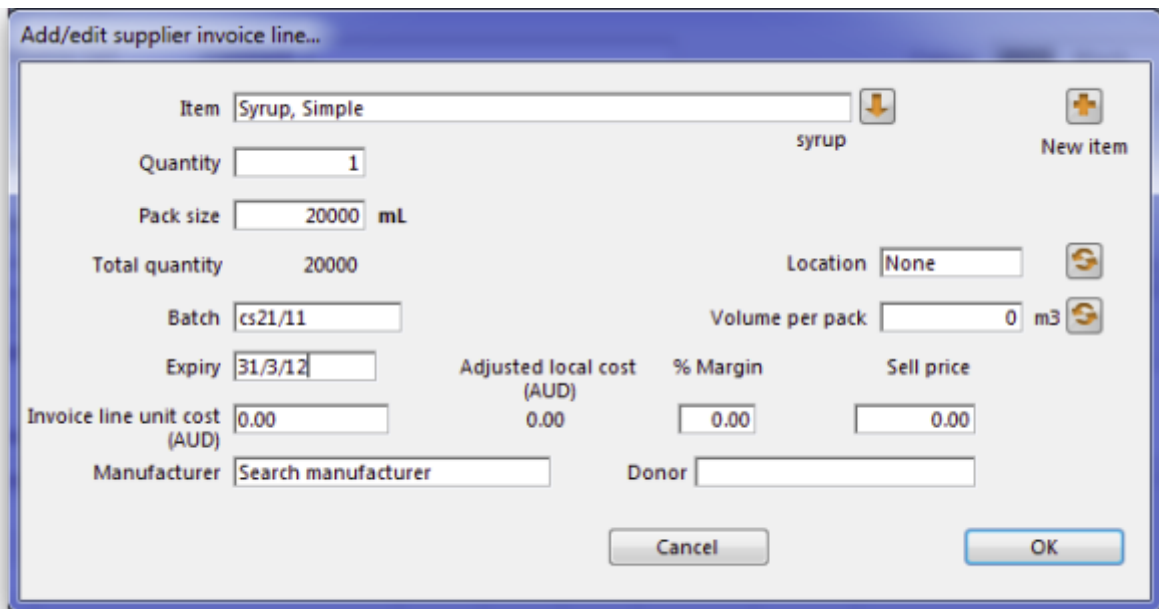 Add/edit supplier invoice line...
Item Syrup, Simple
syrup
New item
Quantity 1
Pack size 20000 mL
Total quantity 20000
Location None
Batch cs21/11
Volume per pack 0 m3
Expiry 31/3/12
Adjusted local cost (AUD)
% Margin
Sell price
Invoice line unit cost (AUD) 0.00 0.00 0.00 0.00
Manufacturer Search manufacturer
Donor
Cancel
OK